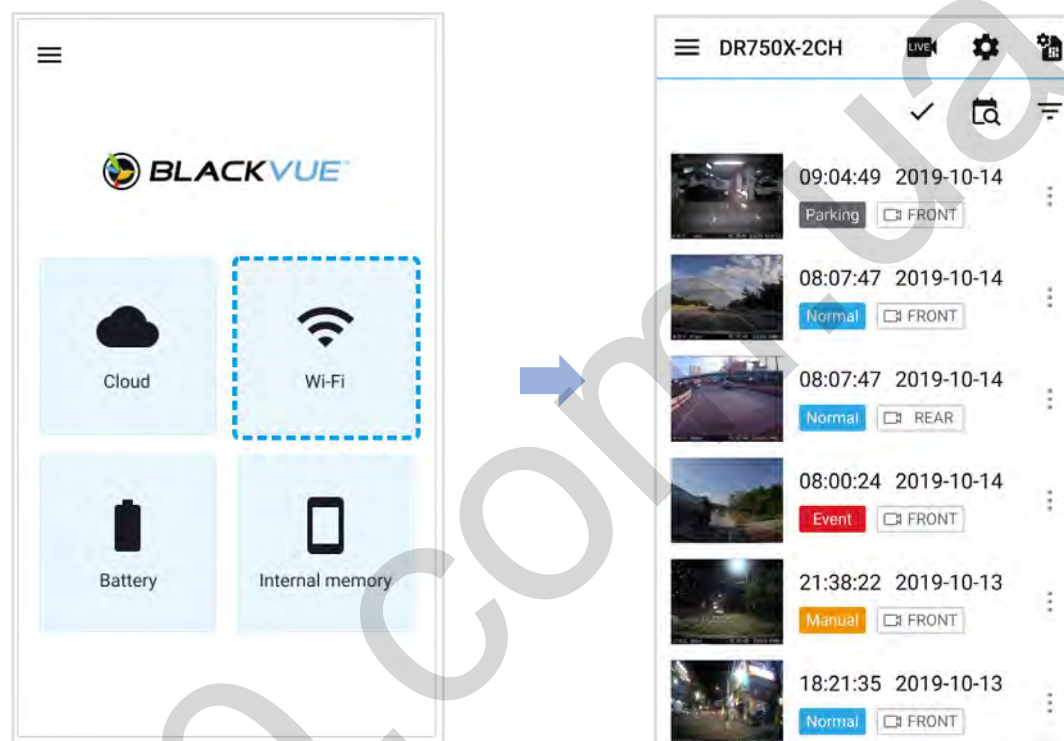 BLACKVUE
Cloud
Wi-Fi
Battery
Internal memory
DR750X-2CH
LIVE
09:04:49 2019-10-14
Parking FRONT
08:07:47 2019-10-14
Normal FRONT
08:07:47 2019-10-14
Normal REAR
08:00:24 2019-10-14
Event FRONT
21:38:22 2019-10-13
Manual FRONT
18:21:35 2019-10-13
Normal FRONT
com.ua